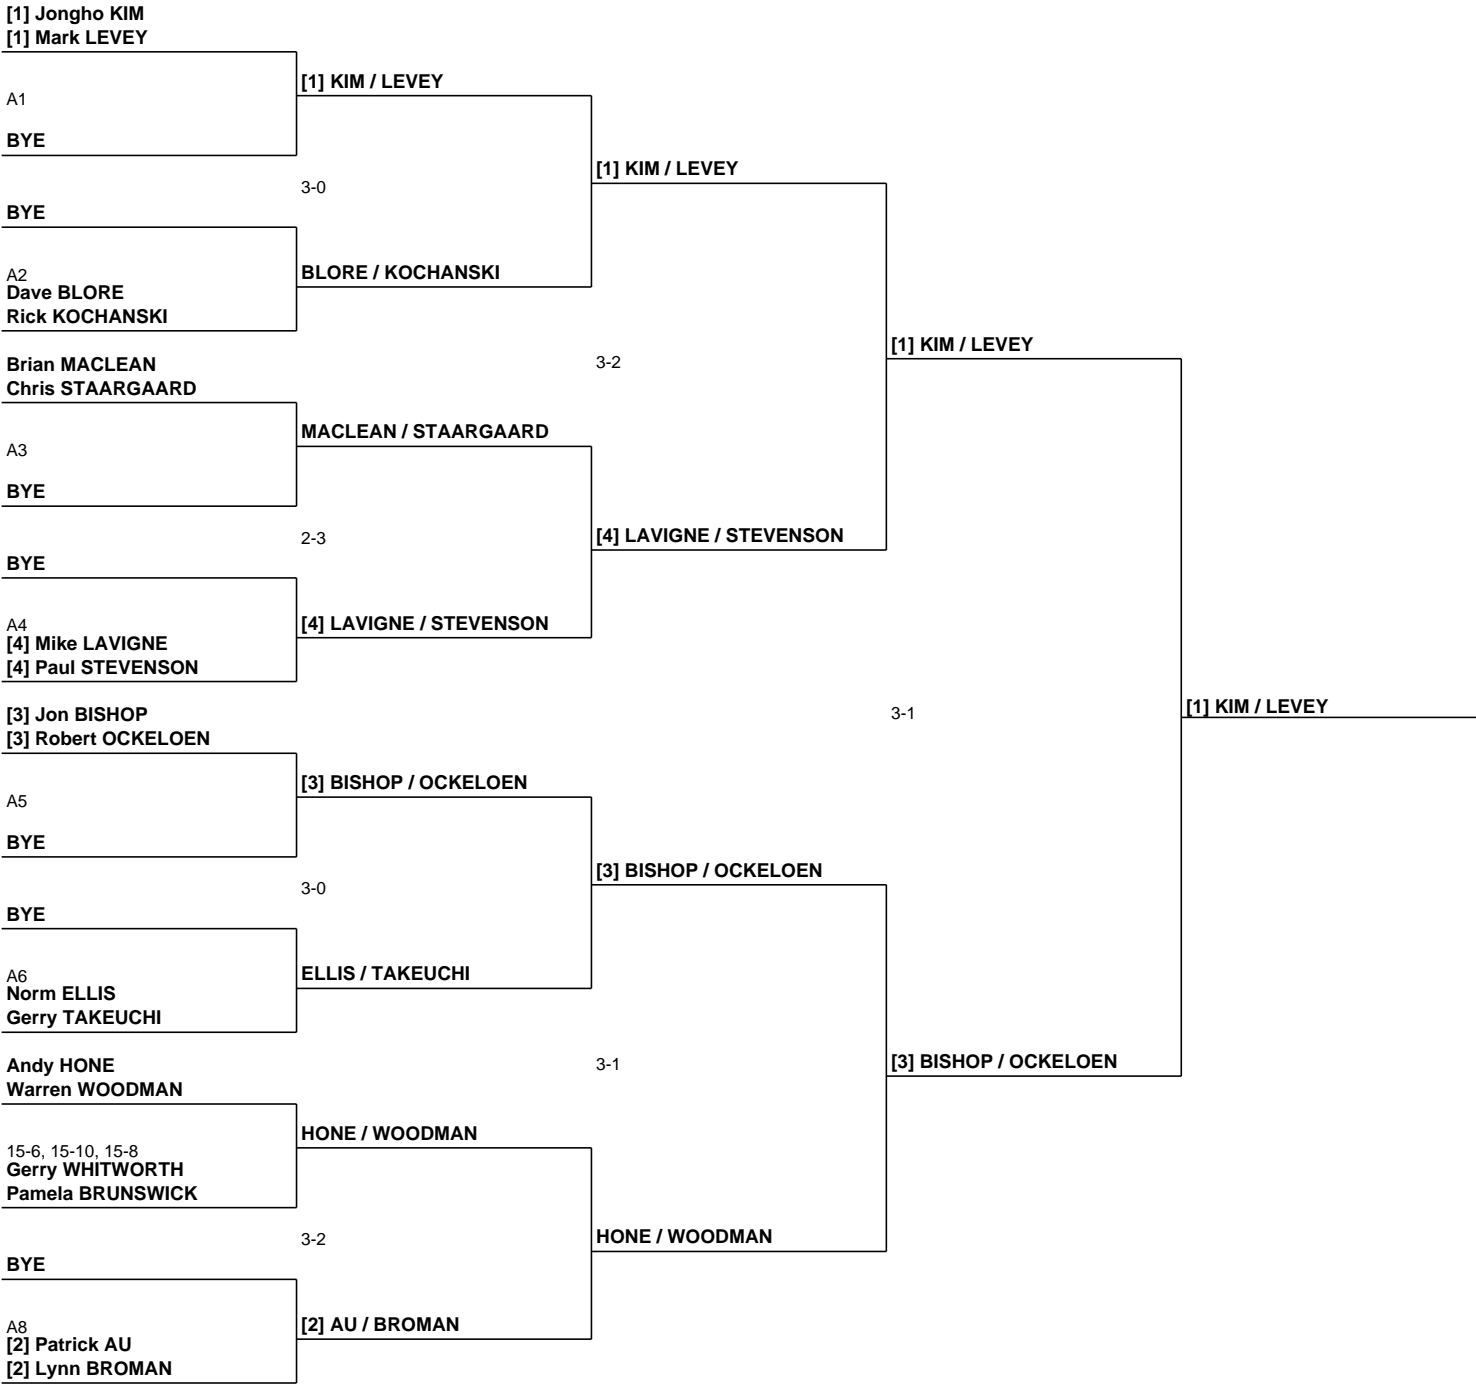 [1] Jongho KIM
[1] Mark LEVEY
A1
BYE
BYE
A2
Dave BLORE
Rick KOCHANSKI
Brian MACLEAN
Chris STAARGAARD
A3
BYE
BYE
A4
[4] Mike LAVIGNE
[4] Paul STEVENSON
[3] Jon BISHOP
[3] Robert OCKELOEN
A5
BYE
BYE
A6
Norm ELLIS
Gerry TAKEUCHI
Andy HONE
Warren WOODMAN
15-6, 15-10, 15-8
Gerry WHITWORTH
Pamela BRUNSWICK
BYE
A8
[2] Patrick AU
[2] Lynn BROMAN
[1] KIM / LEVEY
3-0
BLORE / KOCHANSKI
MACLEAN / STAARGAARD
2-3
[4] LAVIGNE / STEVENSON
[3] BISHOP / OCKELOEN
3-0
ELLIS / TAKEUCHI
HONE / WOODMAN
3-2
[2] AU / BROMAN
[1] KIM / LEVEY
3-2
[4] LAVIGNE / STEVENSON
[3] BISHOP / OCKELOEN
3-1
HONE / WOODMAN
[1] KIM / LEVEY
3-1
[3] BISHOP / OCKELOEN
[1] KIM / LEVEY